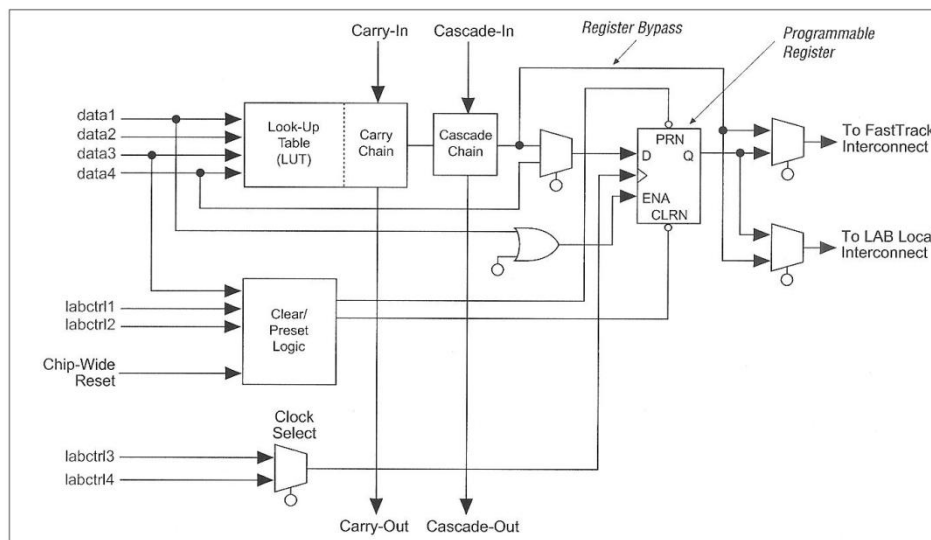 Carry-In
Cascade-In
Register Bypass
Programmable
Register
data1
data2
data3
data4
Look-Up
Table
(LUT)
Carry
Chain
Cascade
Chain
PRN
D
Q
ENA
CLRN
To FastTrack
Interconnect
To LAB Local
Interconnect
labctrl1
labctrl2
Clear/
Preset
Logic
Chip-Wide
Reset
Clock
Select
labctrl3
labctrl4
Carry-Out
Cascade-Out